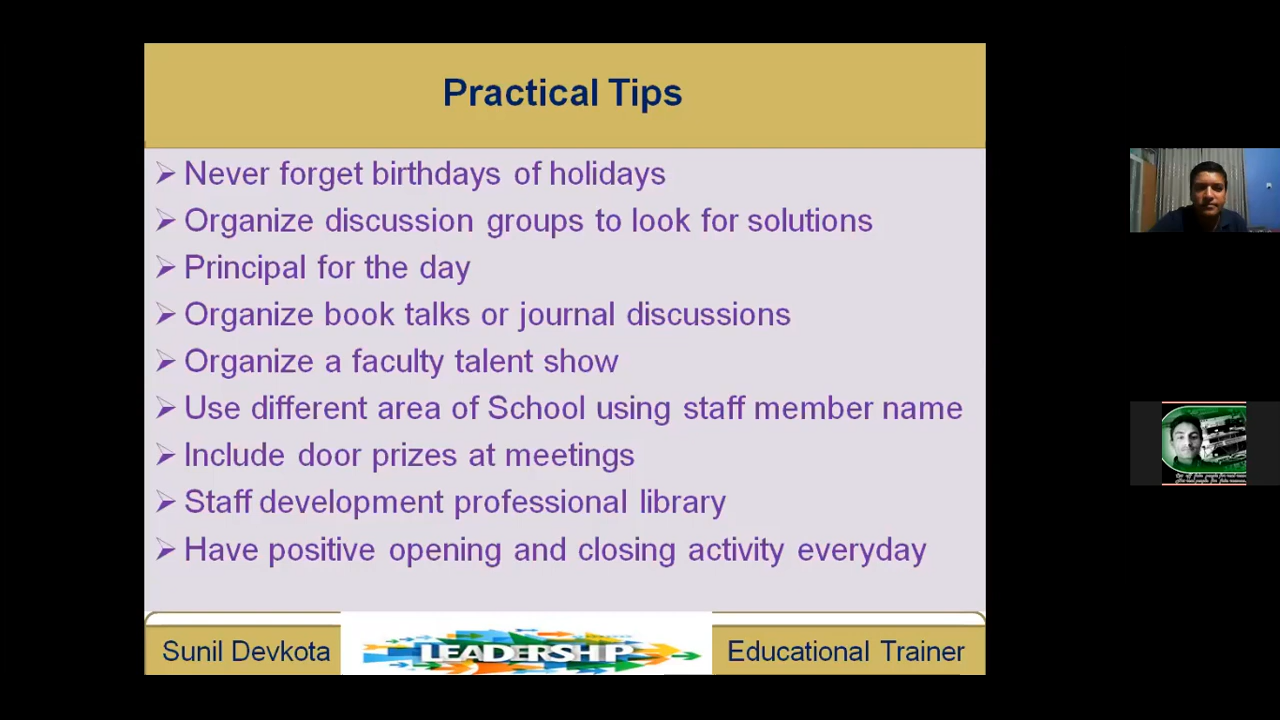 Practical Tips
Never forget birthdays of holidays
Organize discussion groups to look for solutions
Principal for the day
Organize book talks or journal discussions
Organize a faculty talent show
Use different area of School using staff member name
Include door prizes at meetings
Staff development professional library
Have positive opening and closing activity everyday
Sunil Devkota
LEADERSHIP
Educational Trainer